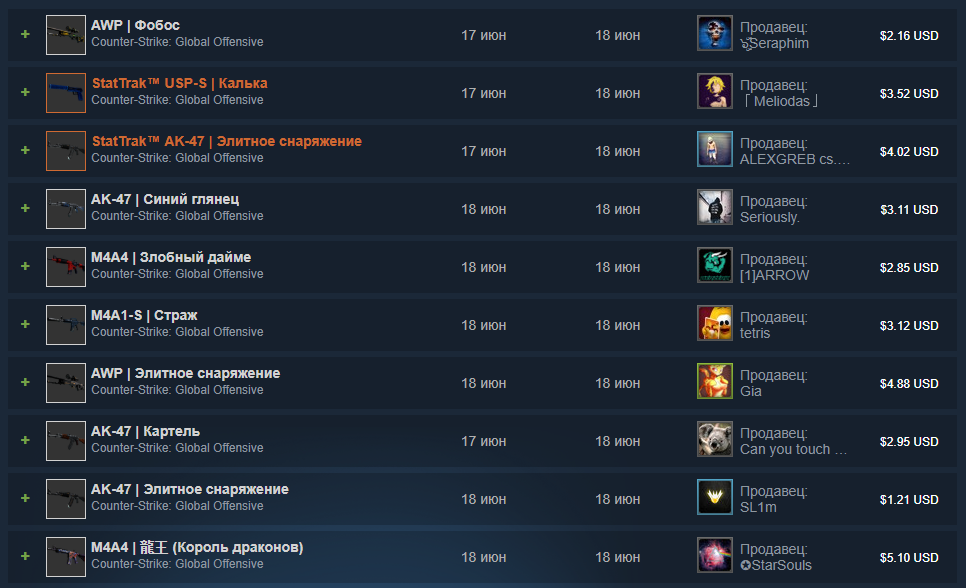 + AWP | Фобос 17 июн 18 июн Продавец: $2.16 USD
Counter-Strike: Global Offensive Seraphim
+ StatTrak™ USP-S | Калька 17 июн 18 июн Продавец: $3.52 USD
Counter-Strike: Global Offensive 「 Meliodas 」
+ StatTrak™ AK-47 | Элитное снаряжение 17 июн 18 июн Продавец: $4.02 USD
Counter-Strike: Global Offensive ALEXGREB cs.…
+ AK-47 | Синий глянец 18 июн 18 июн Продавец: $3.11 USD
Counter-Strike: Global Offensive Seriously.
+ M4A4 | Злобный дайме 18 июн 18 июн Продавец: $2.85 USD
Counter-Strike: Global Offensive [1]ARROW
+ M4A1-S | Страж 18 июн 18 июн Продавец: $3.12 USD
Counter-Strike: Global Offensive tetris
+ AWP | Элитное снаряжение 18 июн 18 июн Продавец: $4.88 USD
Counter-Strike: Global Offensive Gia
+ AK-47 | Картель 17 июн 18 июн Продавец: $2.95 USD
Counter-Strike: Global Offensive Can you touch …
+ AK-47 | Элитное снаряжение 18 июн 18 июн Продавец: $1.21 USD
Counter-Strike: Global Offensive SL1m
+ M4A4 | 龍王 (Король драконов) 18 июн 18 июн Продавец: $5.10 USD
Counter-Strike: Global Offensive ✪StarSouls